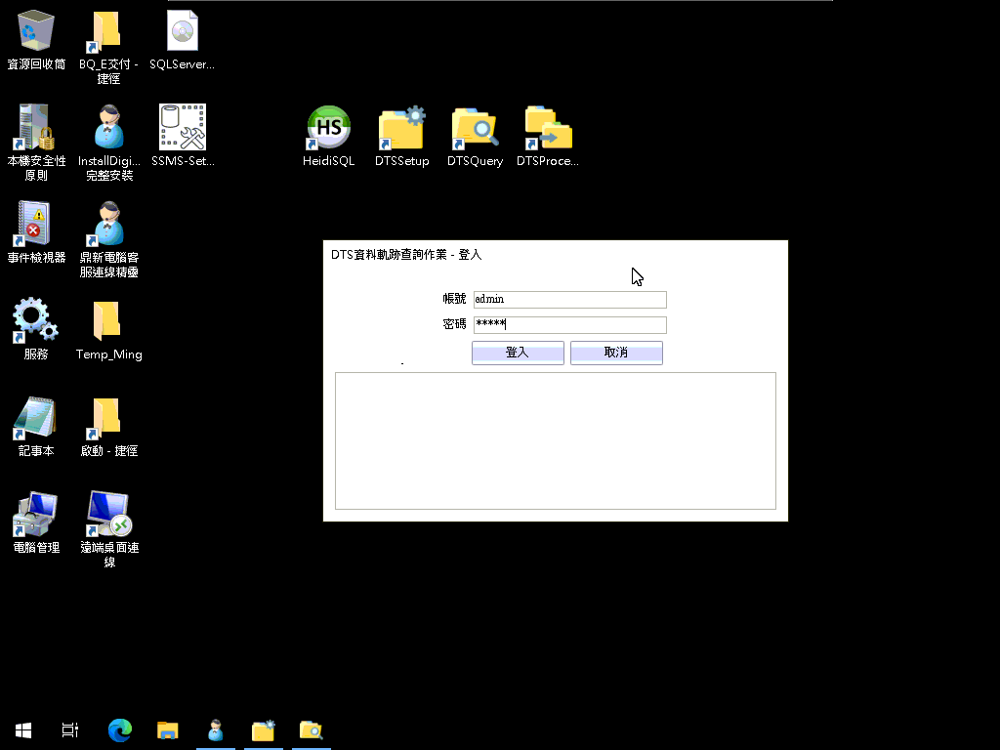 資源回收筒
BQ_E交付 -
捷徑
SQLServer...
本機安全性
原則
InstallDigi...
完整安裝
SSMS-Set...
HS
HeidiSQL
DTSSetup
DTSQuery
DTSProce...
事件檢視器
鼎新電腦客
服連線精靈
DTS資料軌跡查詢作業 - 登入
帳號 admin
密碼 *****
登入
取消
服務
Temp_Ming
記事本
啟動 - 捷徑
電腦管理
遠端桌面連
線